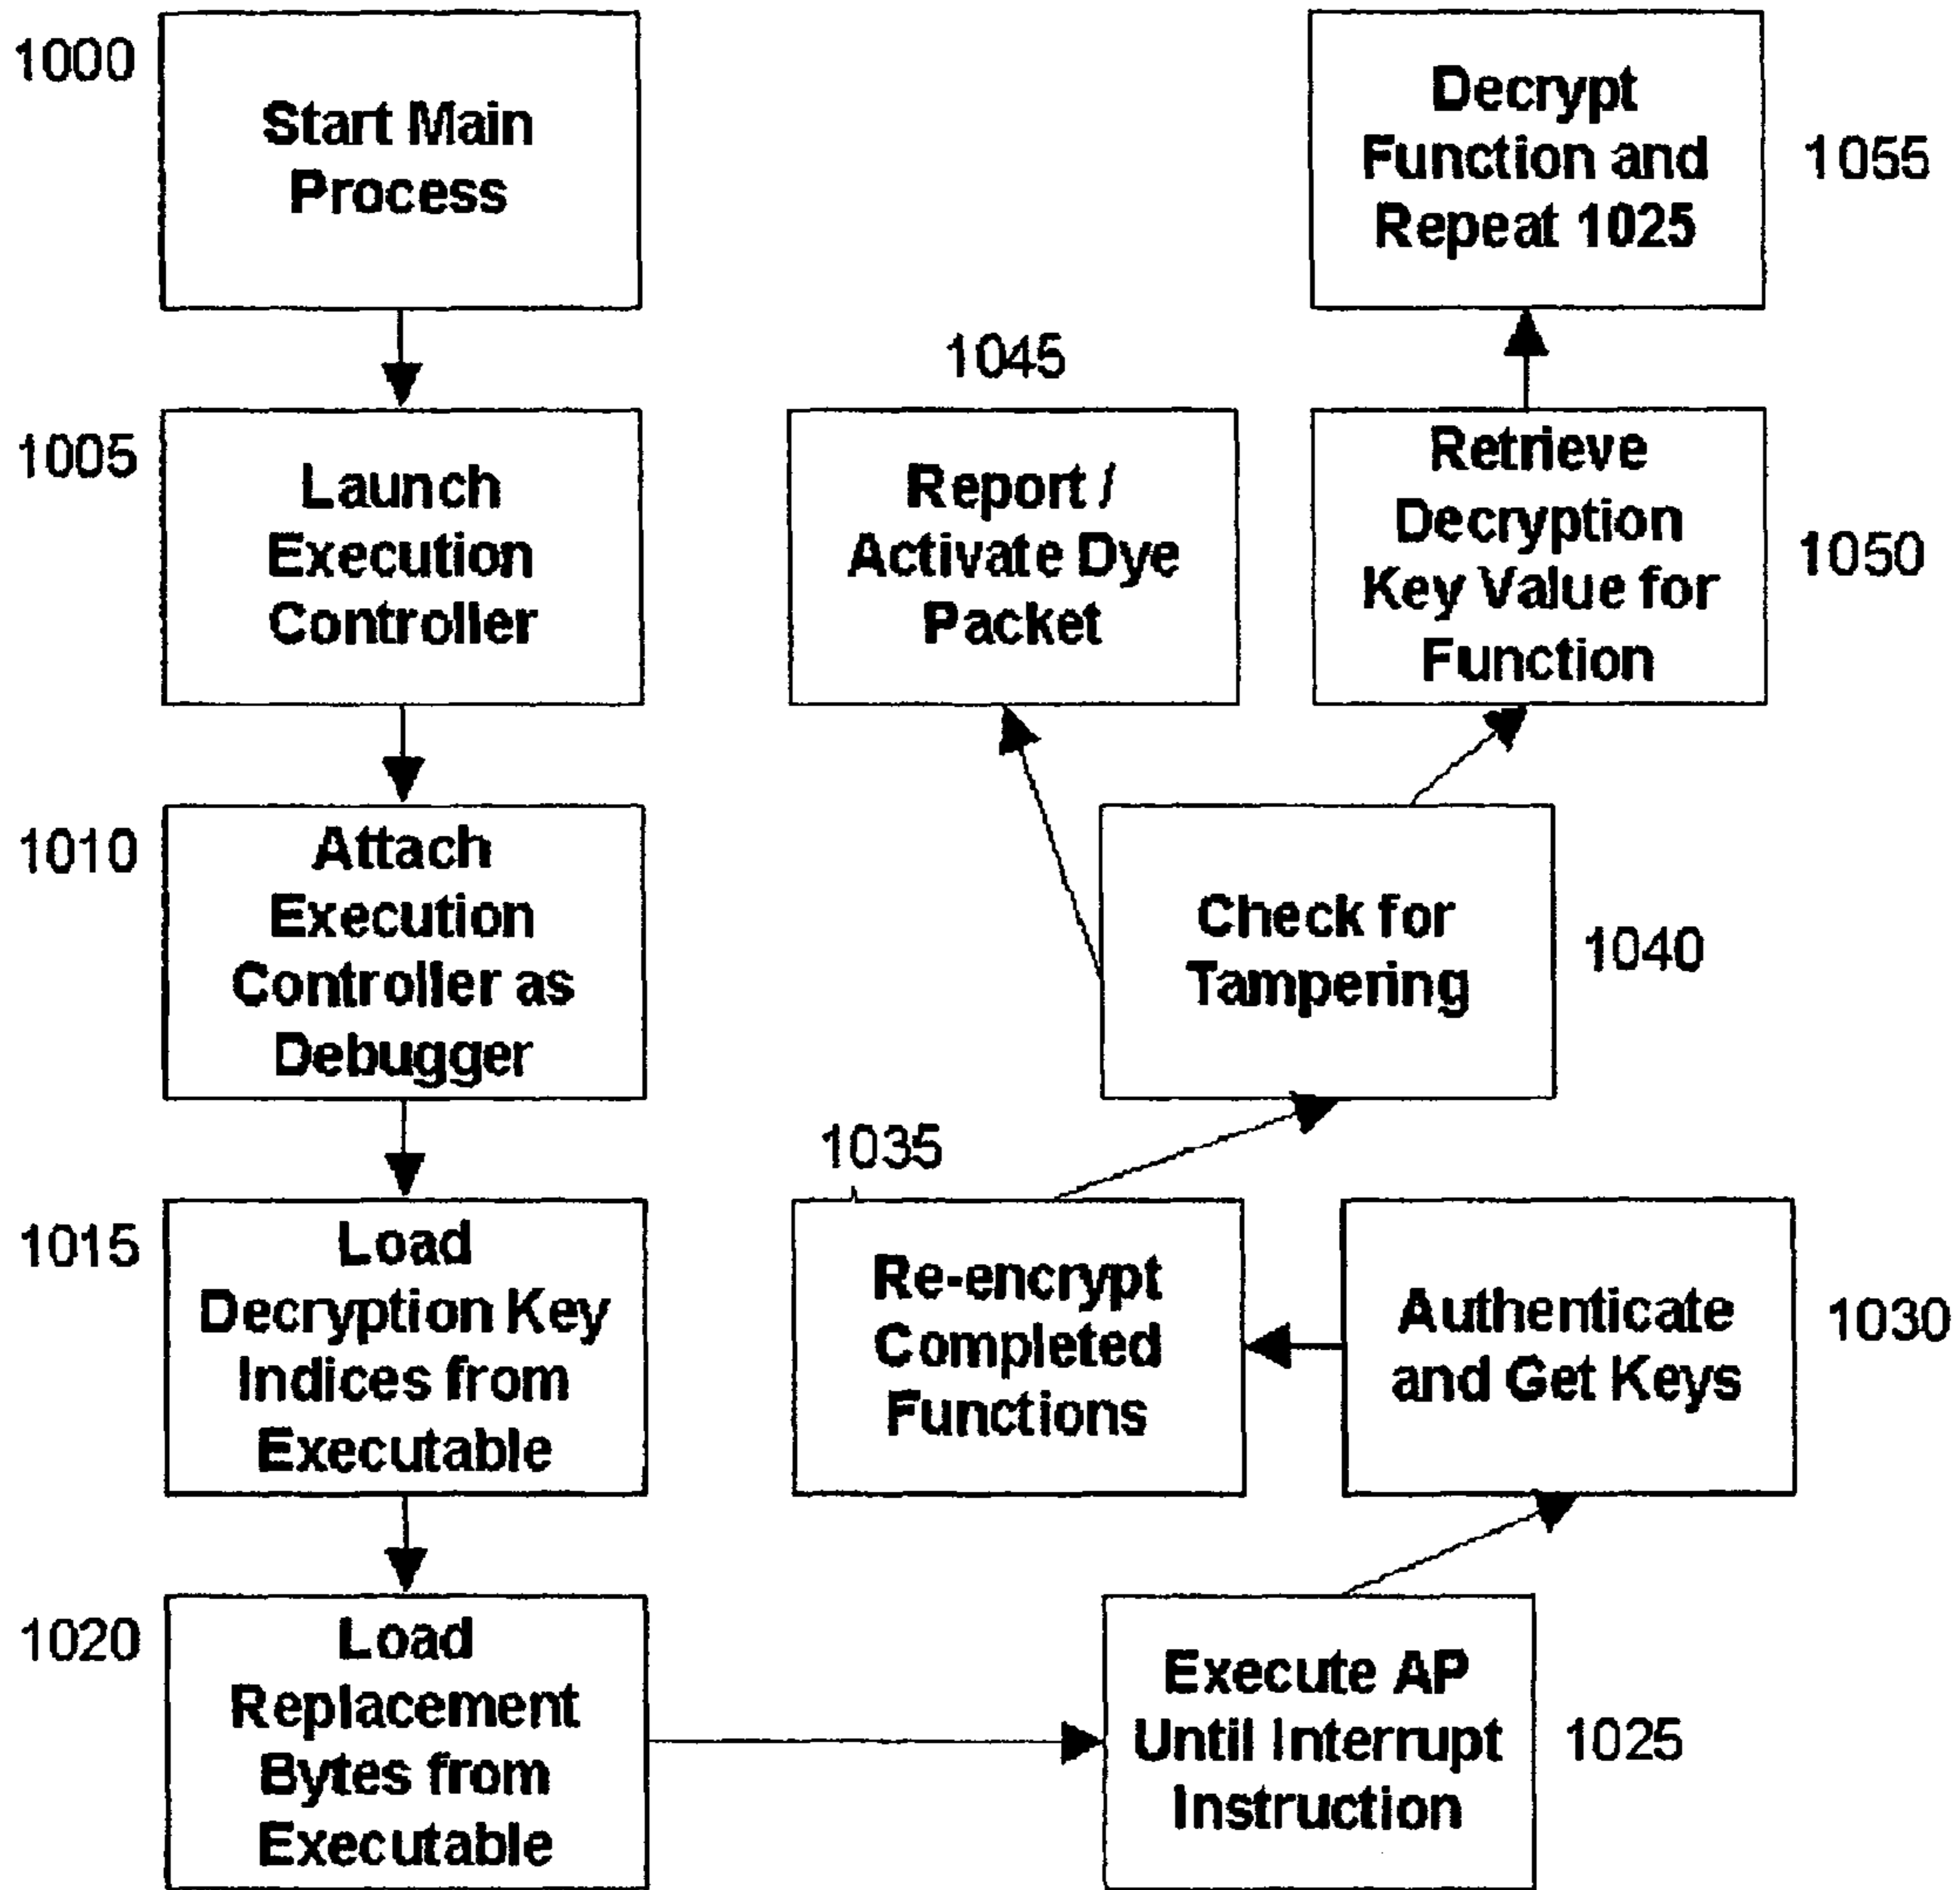 1000
Start Main
Process
1005
Launch
Execution
Controller
1010
Attach
Execution
Controller as
Debugger
1015
Load
Decryption Key
Indices from
Executable
1020
Load
Replacement
Bytes from
Executable
Execute AP
Until Interrupt
Instruction
1025
Authenticate
and Get Keys
1030
1035
Re-encrypt
Completed
Functions
Check for
Tampering
1040
1045
Report /
Activate Dye
Packet
Retrieve
Decryption
Key Value for
Function
1050
Decrypt
Function and
Repeat 1025
1055